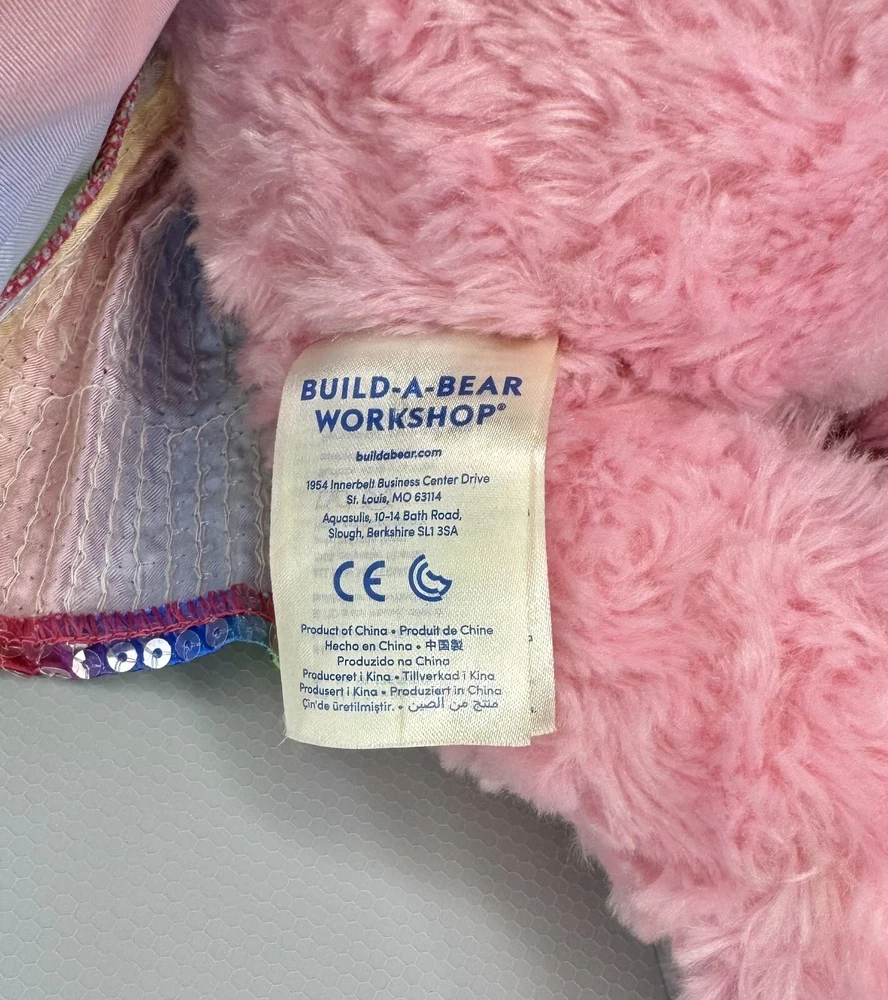 BUILD-A-BEAR
WORKSHOP®
buildabear.com
1954 Innerbelt Business Center Drive
St. Louis, MO 63114
Aquasulis, 10-14 Bath Road,
Slough, Berkshire SL1 3SA
CE
Product of China • Produit de Chine
Hecho en China • 中国製
Produzido na China
Produceret i Kina • Tillverkad i Kina
Produsert i Kina • Produziert in China
Çin'de üretilmiştir. • منتج من الصين